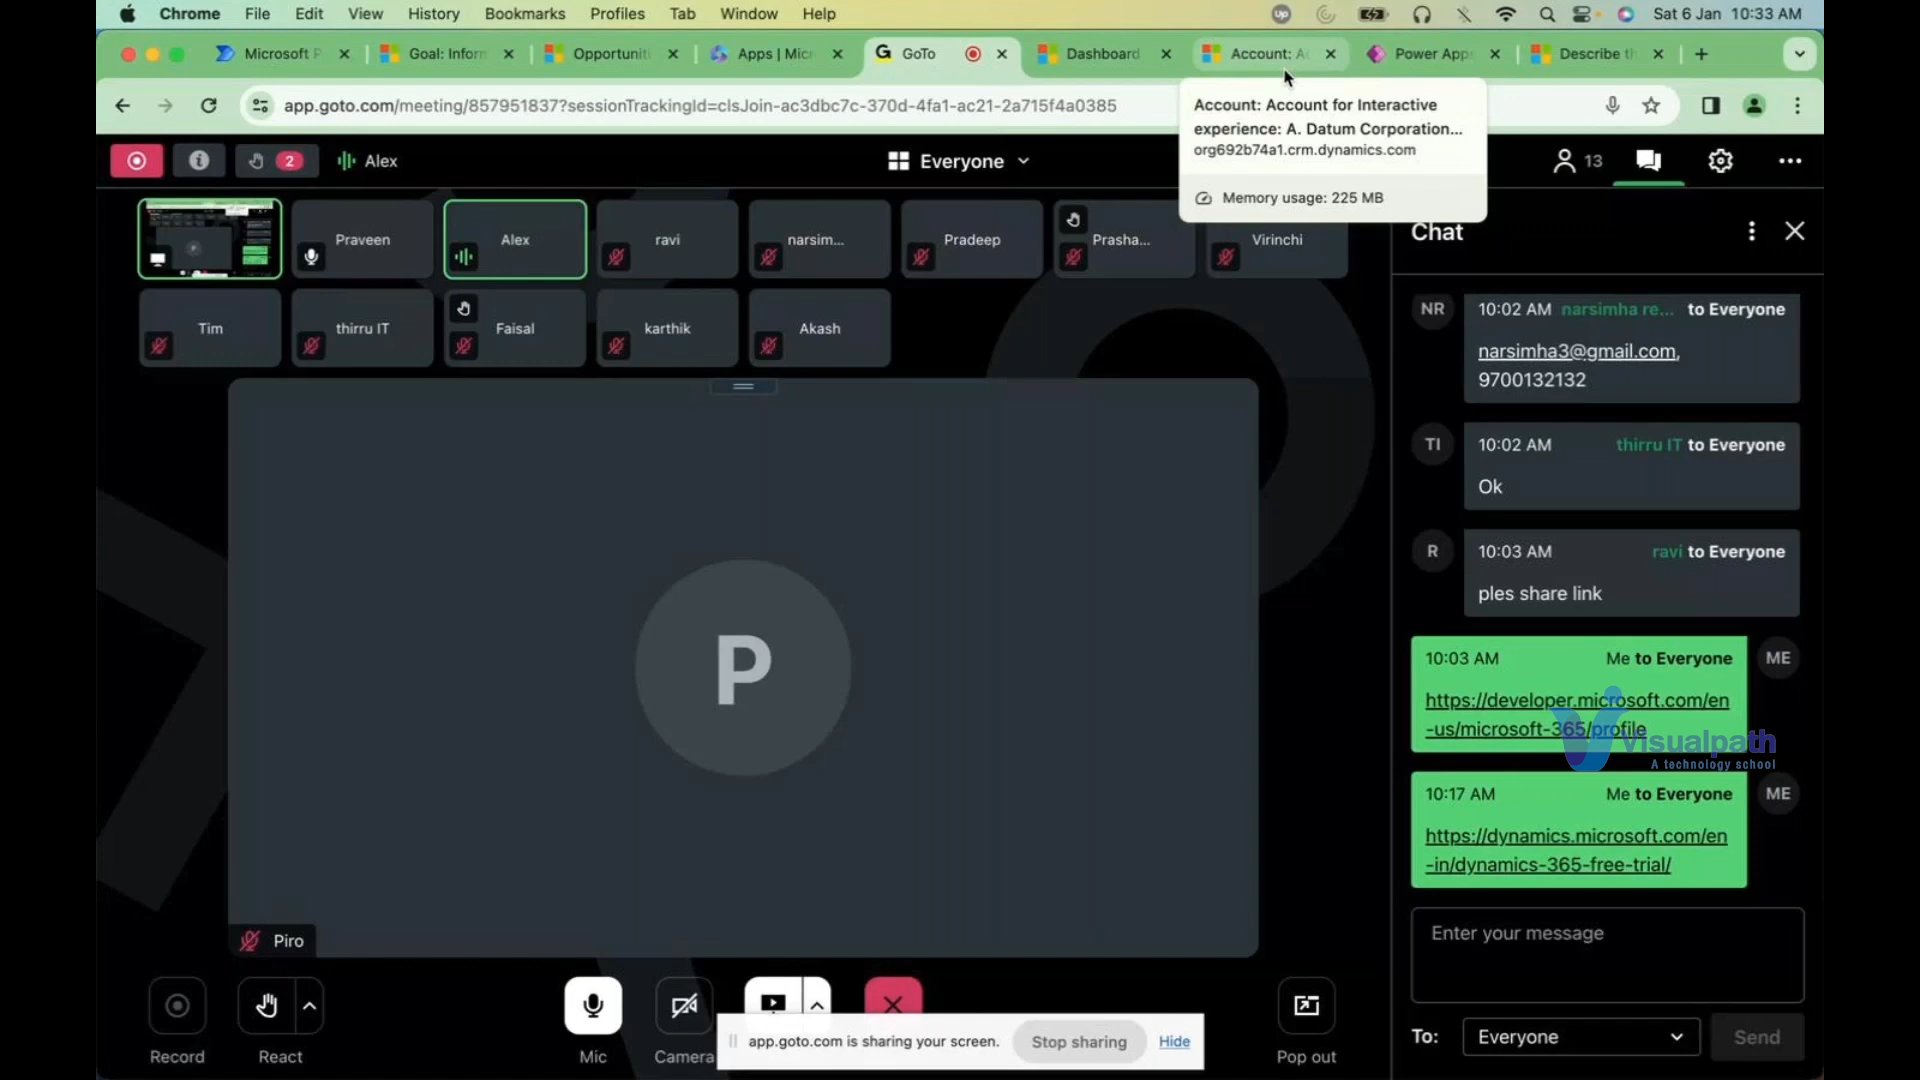 Chrome File Edit View History Bookmarks Profiles Tab Window Help
Up
Sat 6 Jan 10:33 AM
Microsoft P
Goal: Inform
Opportuniti
Apps | Micr
G GoTo
Dashboard
Account: Ac
Power Apps
Describe th
app.goto.com/meeting/857951837?sessionTrackingId=clsJoin-ac3dbc7c-370d-4fa1-ac21-2a715f4a0385
Account: Account for Interactive
experience: A. Datum Corporation...
org692b74a1.crm.dynamics.com
Memory usage: 225 MB
2
Alex
Everyone
13
Praveen
Alex
ravi
narsim...
Pradeep
Prasha...
Virinchi
Tim
thirru IT
Faisal
karthik
Akash
P
Piro
Chat
NR
10:02 AM narsimha re... to Everyone
narsimha3@gmail.com,
9700132132
TI
10:02 AM thirru IT to Everyone
Ok
R
10:03 AM ravi to Everyone
ples share link
10:03 AM Me to Everyone
ME
https://developer.microsoft.com/en
-us/microsoft-365/profile
Visualpath
A technology school
10:17 AM Me to Everyone
ME
https://dynamics.microsoft.com/en
-in/dynamics-365-free-trial/
Enter your message
To: Everyone Send
Record
React
Mic
Camera
app.goto.com is sharing your screen. Stop sharing Hide
Pop out